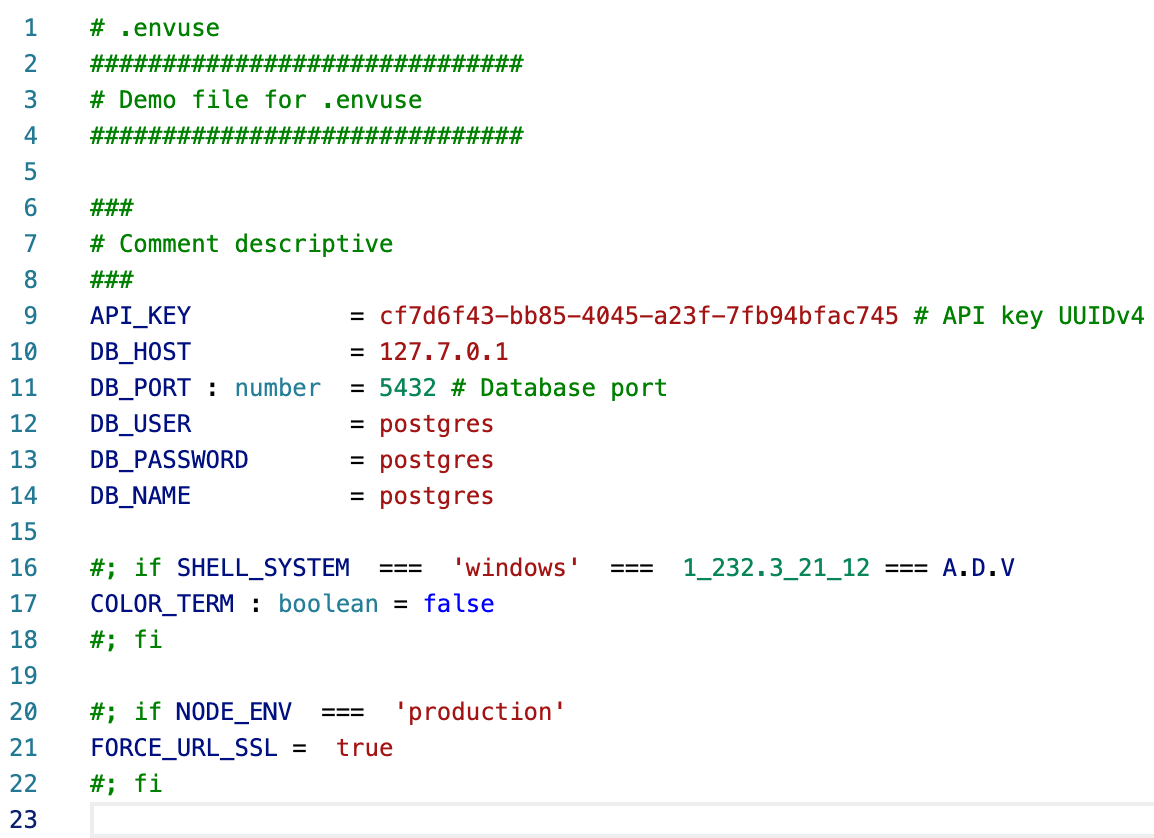 1 # .envuse
2 ##############################
3 # Demo file for .envuse
4 ##############################
5
6 ###
7 # Comment descriptive
8 ###
9 API_KEY           = cf7d6f43-bb85-4045-a23f-7fb94bfac745 # API key UUIDv4
10 DB_HOST           = 127.7.0.1
11 DB_PORT : number  = 5432 # Database port
12 DB_USER           = postgres
13 DB_PASSWORD       = postgres
14 DB_NAME           = postgres
15
16 #; if SHELL_SYSTEM  ===  'windows'  ===  1_232.3_21_12 === A.D.V
17 COLOR_TERM : boolean = false
18 #; fi
19
20 #; if NODE_ENV  ===  'production'
21 FORCE_URL_SSL =  true
22 #; fi
23